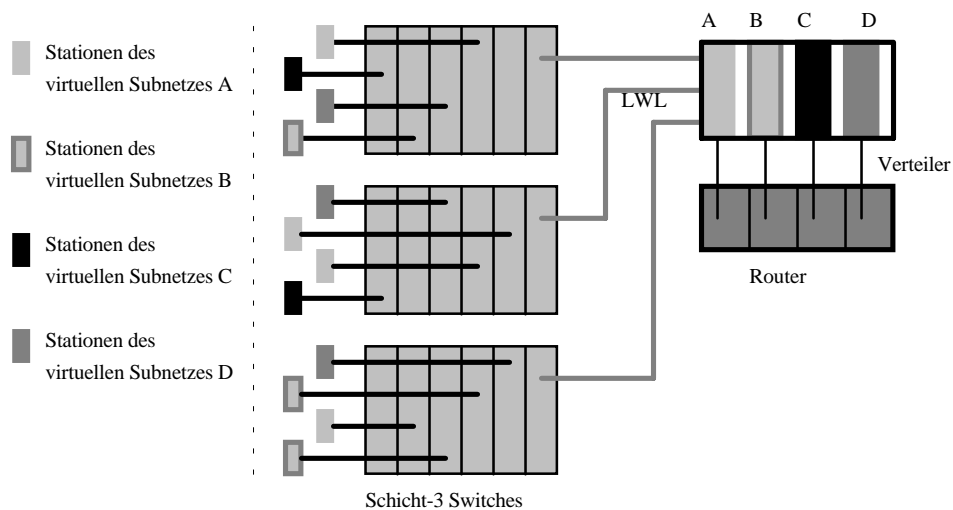 Stationen des
virtuellen Subnetzes A
Stationen des
virtuellen Subnetzes B
Stationen des
virtuellen Subnetzes C
Stationen des
virtuellen Subnetzes D
A B C D
LWL
Verteiler
Router
Schicht-3 Switches